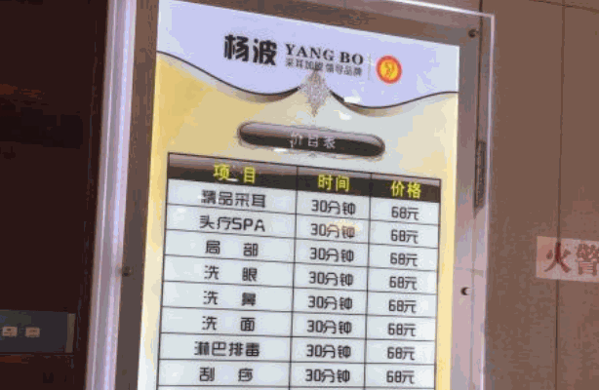 杨波 YANG BO
采耳加盟 领导品牌
价目表
项目 时间 价格
精品采耳 30分钟 68元
头疗SPA 30分钟 68元
局部 30分钟 68元
洗眼 30分钟 68元
洗鼻 30分钟 68元
洗面 30分钟 68元
淋巴排毒 30分钟 68元
刮痧 30分钟 68元
火警